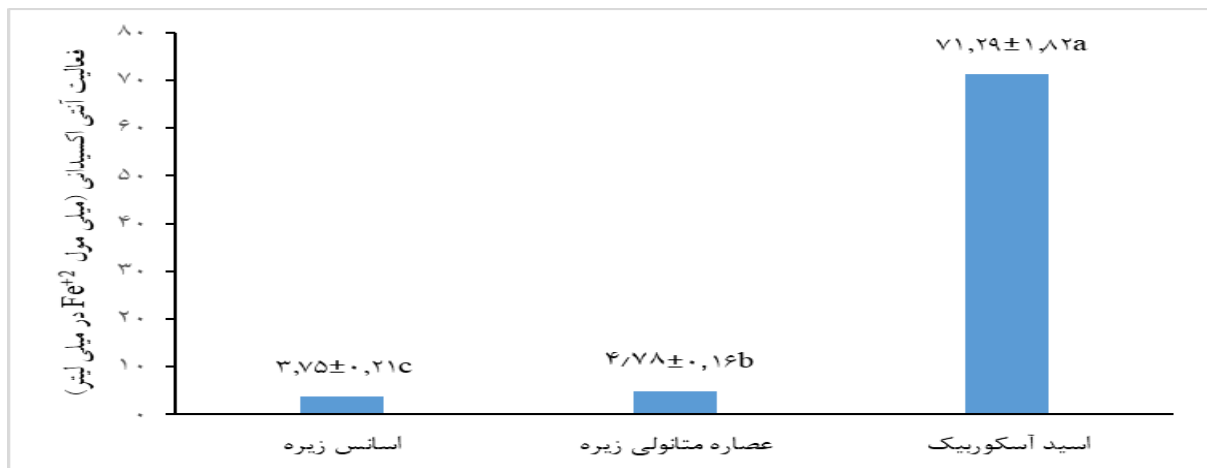 فعالیت آنتی اکسیدانی (میلی مول Fe+2 در میلی لیتر)
۸۰
۷۰
۶۰
۵۰
۴۰
۳۰
۲۰
۱۰
۰
۳,۷۵±۰,۲۱c
۴/۷۸±۰,۱۶b
۷۱,۲۹±۱,۸۲a
اسانس زیره
عصاره متانولی زیره
اسید آسکوربیک